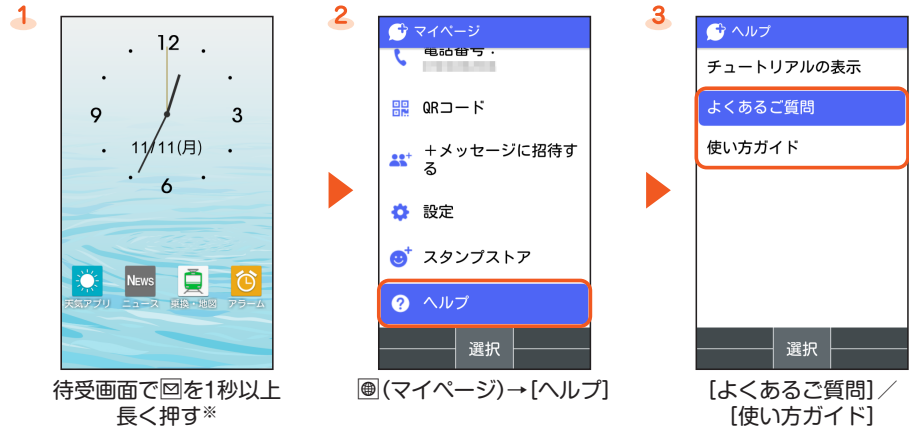 1
12
9
3
11/11(月)
6
天気アプリ
NEWS
ニュース
乗換・地図
アラーム
待受画面で✉を1秒以上
長く押す※
2
マイページ
電話番号：
QRコード
＋メッセージに招待す
る
設定
スタンプストア
ヘルプ
選択
(マイページ)→[ヘルプ]
3
ヘルプ
チュートリアルの表示
よくあるご質問
使い方ガイド
選択
[よくあるご質問]／
[使い方ガイド]